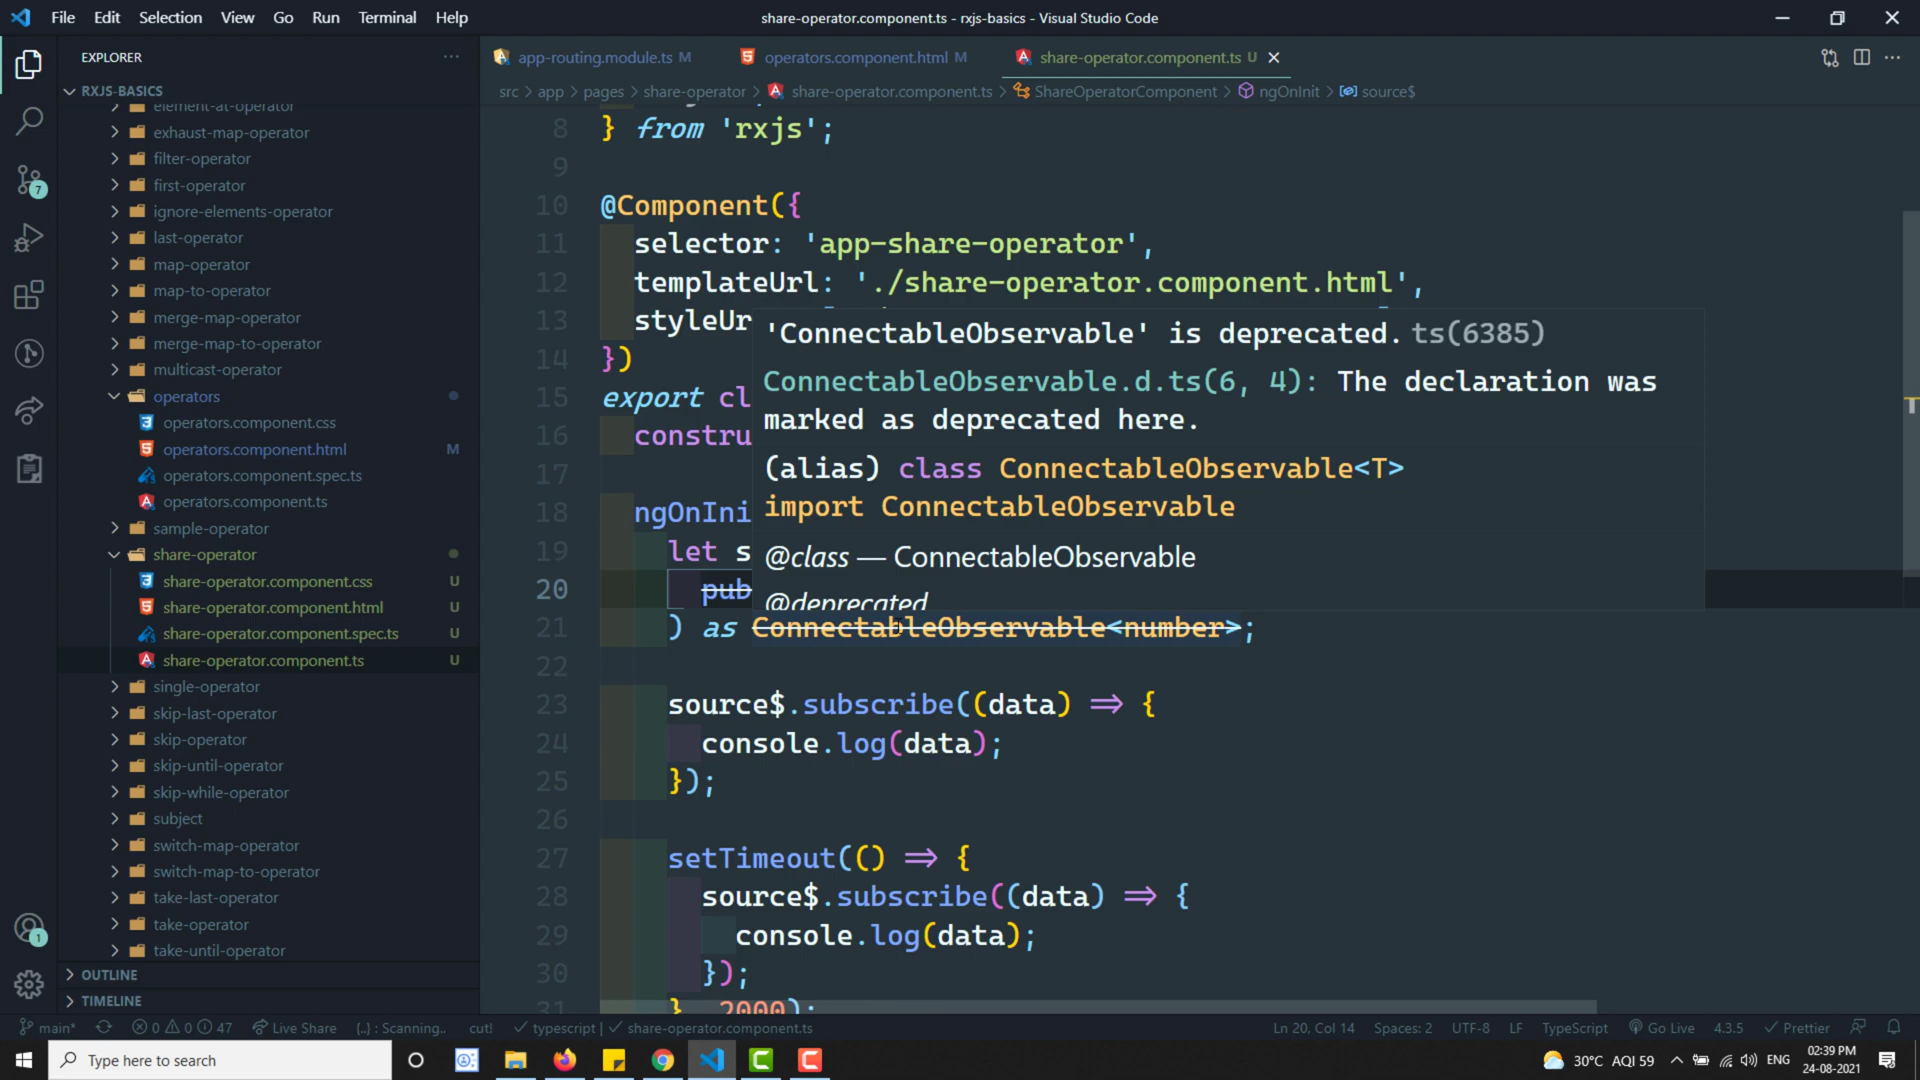 File Edit Selection View Go Run Terminal Help
share-operator.component.ts - rxjs-basics - Visual Studio Code
EXPLORER
RXJS-BASICS
element-at-operator
exhaust-map-operator
filter-operator
first-operator
ignore-elements-operator
last-operator
map-operator
map-to-operator
merge-map-operator
merge-map-to-operator
multicast-operator
operators
operators.component.css
operators.component.html M
operators.component.spec.ts
operators.component.ts
sample-operator
share-operator
share-operator.component.css U
share-operator.component.html U
share-operator.component.spec.ts U
share-operator.component.ts U
single-operator
skip-last-operator
skip-operator
skip-until-operator
skip-while-operator
subject
switch-map-operator
switch-map-to-operator
take-last-operator
take-operator
take-until-operator
OUTLINE
TIMELINE
7
1
app-routing.module.ts M
operators.component.html M
share-operator.component.ts U
src > app > pages > share-operator > share-operator.component.ts > ShareOperatorComponent > ngOnInit > source$
8 } from 'rxjs';
9
10 @Component({
11 selector: 'app-share-operator',
12 templateUrl: './share-operator.component.html',
13 styleUr
14 })
15 export cl
16 constru
17
18 ngOnIni
19 let s
20 pub
'ConnectableObservable' is deprecated. ts(6385)
ConnectableObservable.d.ts(6, 4): The declaration was
marked as deprecated here.
(alias) class ConnectableObservable<T>
import ConnectableObservable
@class — ConnectableObservable
@deprecated
21 ) as ConnectableObservable<number>;
22
23 source$.subscribe((data) ⇒ {
24 console.log(data);
25 });
26
27 setTimeout(() ⇒ {
28 source$.subscribe((data) ⇒ {
29 console.log(data);
30 });
31 }, 2000);
main* 0 0 47 Live Share {..} : Scanning.. cut! typescript | share-operator.component.ts
Ln 20, Col 14 Spaces: 2 UTF-8 LF TypeScript Go Live 4.3.5 Prettier
Type here to search
30°C AQI 59 ENG
02:39 PM
24-08-2021